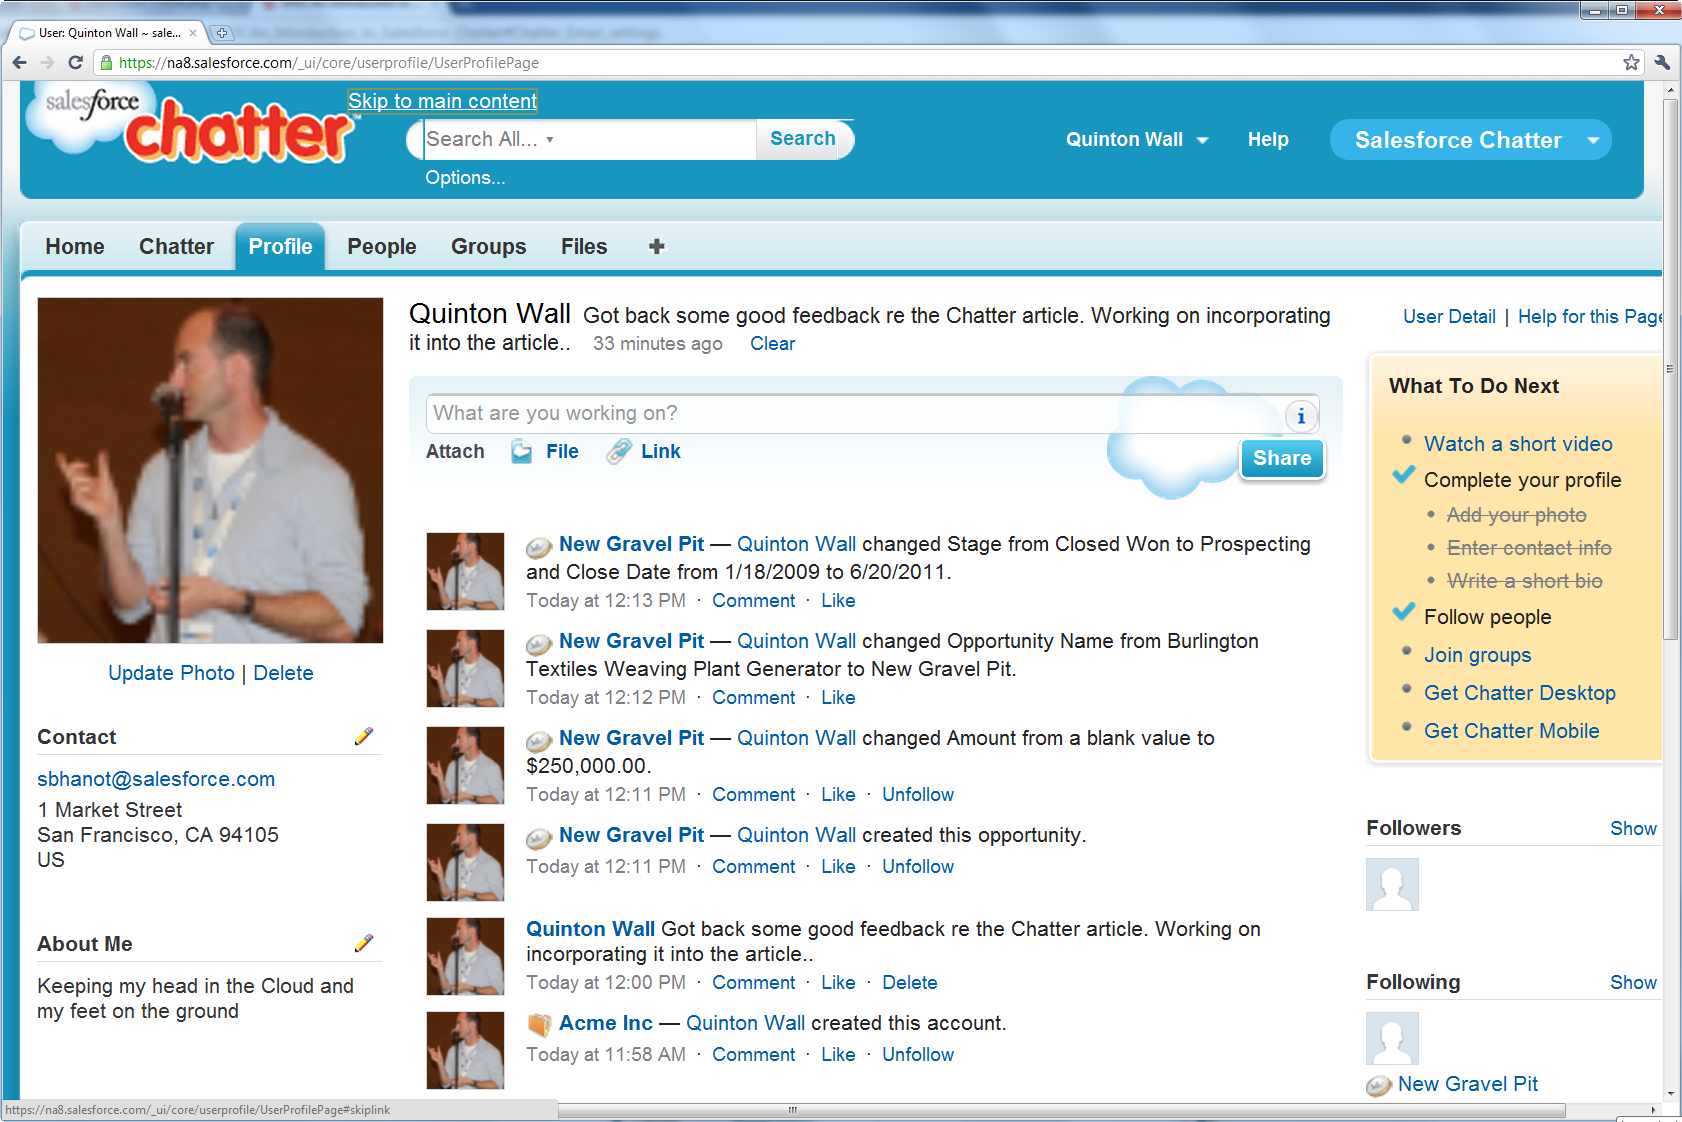 User: Quinton Wall ~ sale...
https://na8.salesforce.com/_ui/core/userprofile/UserProfilePage
salesforce
chatter
Skip to main content
Search All...
Search
Options...
Quinton Wall
Help
Salesforce Chatter
Home
Chatter
Profile
People
Groups
Files
Update Photo | Delete
Contact
sbhanot@salesforce.com
1 Market Street
San Francisco, CA 94105
US
About Me
Keeping my head in the Cloud and
my feet on the ground
Quinton Wall Got back some good feedback re the Chatter article. Working on incorporating
it into the article.. 33 minutes ago Clear
What are you working on?
Attach File Link
Share
New Gravel Pit — Quinton Wall changed Stage from Closed Won to Prospecting
and Close Date from 1/18/2009 to 6/20/2011.
Today at 12:13 PM · Comment · Like
New Gravel Pit — Quinton Wall changed Opportunity Name from Burlington
Textiles Weaving Plant Generator to New Gravel Pit.
Today at 12:12 PM · Comment · Like
New Gravel Pit — Quinton Wall changed Amount from a blank value to
$250,000.00.
Today at 12:11 PM · Comment · Like · Unfollow
New Gravel Pit — Quinton Wall created this opportunity.
Today at 12:11 PM · Comment · Like · Unfollow
Quinton Wall Got back some good feedback re the Chatter article. Working on
incorporating it into the article..
Today at 12:00 PM · Comment · Like · Delete
Acme Inc — Quinton Wall created this account.
Today at 11:58 AM · Comment · Like · Unfollow
User Detail | Help for this Page
What To Do Next
Watch a short video
Complete your profile
Add your photo
Enter contact info
Write a short bio
Follow people
Join groups
Get Chatter Desktop
Get Chatter Mobile
Followers Show
Following Show
New Gravel Pit
https://na8.salesforce.com/_ui/core/userprofile/UserProfilePage#skiplink